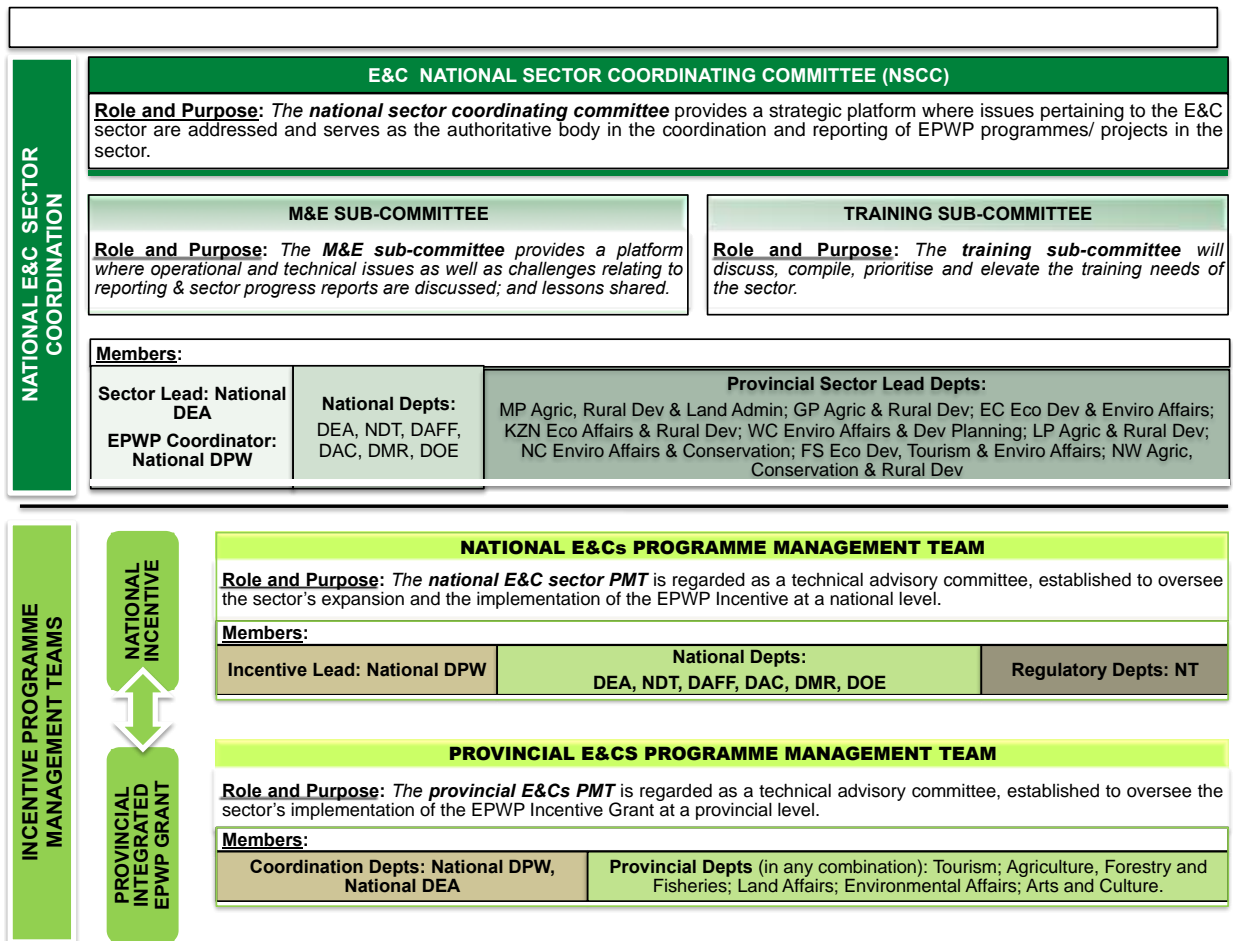 NATIONAL E&C SECTOR
COORDINATION
E&C NATIONAL SECTOR COORDINATING COMMITTEE (NSCC)
Role and Purpose: The national sector coordinating committee provides a strategic platform where issues pertaining to the E&C
sector are addressed and serves as the authoritative body in the coordination and reporting of EPWP programmes/ projects in the
sector.
M&E SUB-COMMITTEE
Role and Purpose: The M&E sub-committee provides a platform
where operational and technical issues as well as challenges relating to
reporting & sector progress reports are discussed; and lessons shared.
TRAINING SUB-COMMITTEE
Role and Purpose: The training sub-committee will
discuss, compile, prioritise and elevate the training needs of
the sector.
Members:
Sector Lead: National
DEA
EPWP Coordinator:
National DPW
National Depts:
DEA, NDT, DAFF,
DAC, DMR, DOE
Provincial Sector Lead Depts:
MP Agric, Rural Dev & Land Admin; GP Agric & Rural Dev; EC Eco Dev & Enviro Affairs;
KZN Eco Affairs & Rural Dev; WC Enviro Affairs & Dev Planning; LP Agric & Rural Dev;
NC Enviro Affairs & Conservation; FS Eco Dev, Tourism & Enviro Affairs; NW Agric,
Conservation & Rural Dev
INCENTIVE PROGRAMME
MANAGEMENT TEAMS
NATIONAL
INCENTIVE
NATIONAL E&Cs PROGRAMME MANAGEMENT TEAM
Role and Purpose: The national E&C sector PMT is regarded as a technical advisory committee, established to oversee
the sector's expansion and the implementation of the EPWP Incentive at a national level.
Members:
Incentive Lead: National DPW
National Depts:
DEA, NDT, DAFF, DAC, DMR, DOE
Regulatory Depts: NT
PROVINCIAL
INTEGRATED
EPWP GRANT
PROVINCIAL E&CS PROGRAMME MANAGEMENT TEAM
Role and Purpose: The provincial E&Cs PMT is regarded as a technical advisory committee, established to oversee the
sector's implementation of the EPWP Incentive Grant at a provincial level.
Members:
Coordination Depts: National DPW,
National DEA
Provincial Depts (in any combination): Tourism; Agriculture, Forestry and
Fisheries; Land Affairs; Environmental Affairs; Arts and Culture.